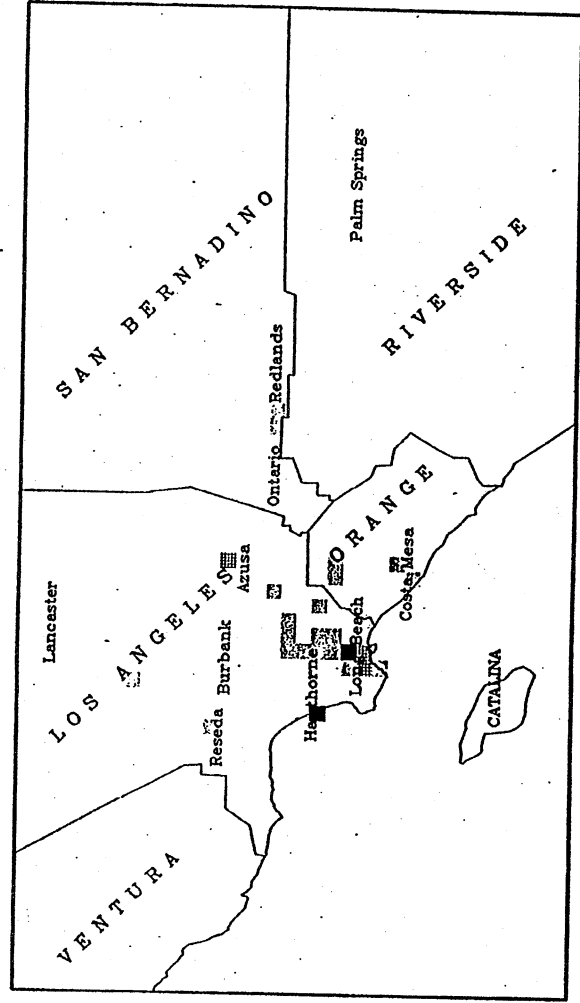 SAN BERNADINO
Lancaster
LOS ANGELES
Palm Springs
Redlands
Ontario
Azusa
Burbank
Reseda
RIVERSIDE
ORANGE
VENTURA
Hawthorne
Long Beach
Costa Mesa
CATALINA